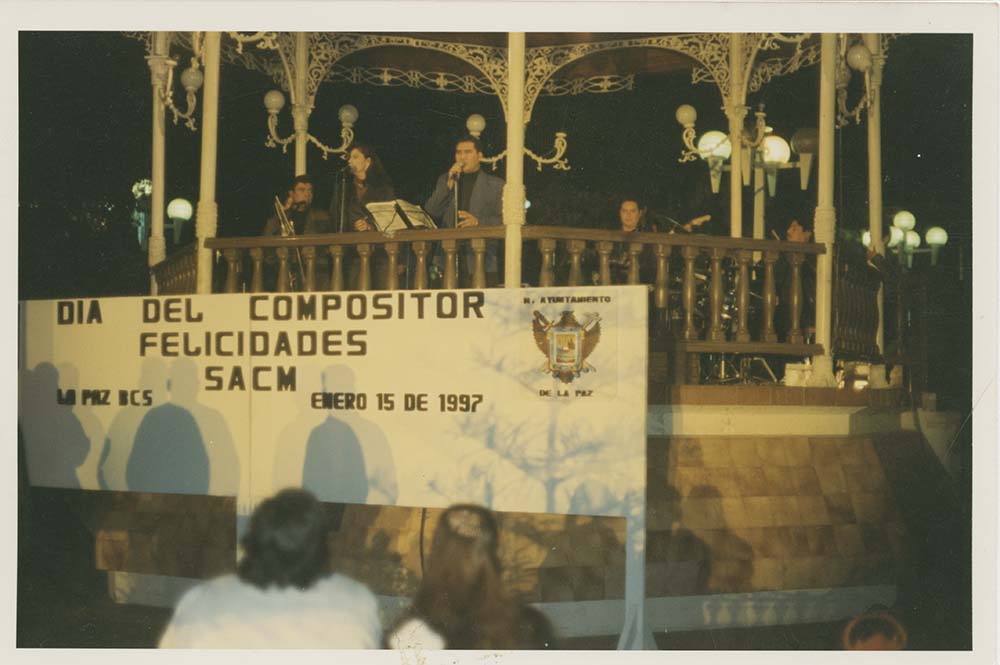 DIA DEL COMPOSITOR
FELICIDADES
SACM
LA PAZ BCS
ENERO 15 DE 1997
H. AYUNTAMIENTO
DE LA PAZ